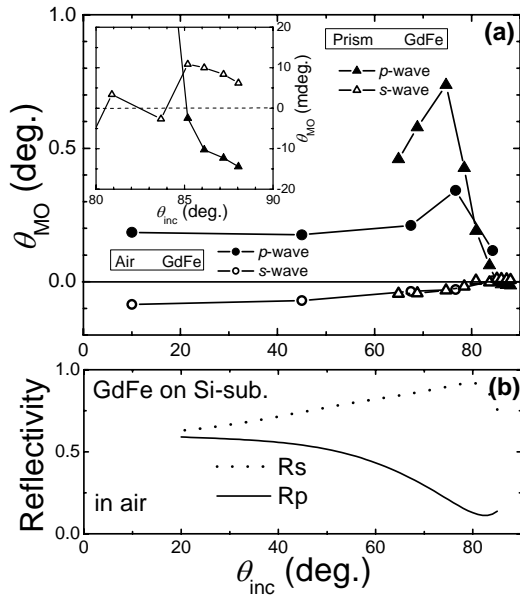 1.0
0.5
0.0
θMO (deg.)
(a)
Prism GdFe
p-wave
s-wave
20
10
0
-10
-20
θMO (mdeg.)
80 85 90
θinc (deg.)
Air GdFe
p-wave
s-wave
0 20 40 60 80
1.0
0.5
0.0
Reflectivity
GdFe on Si-sub.
(b)
Rs
Rp
in air
0 20 40 60 80
θinc (deg.)